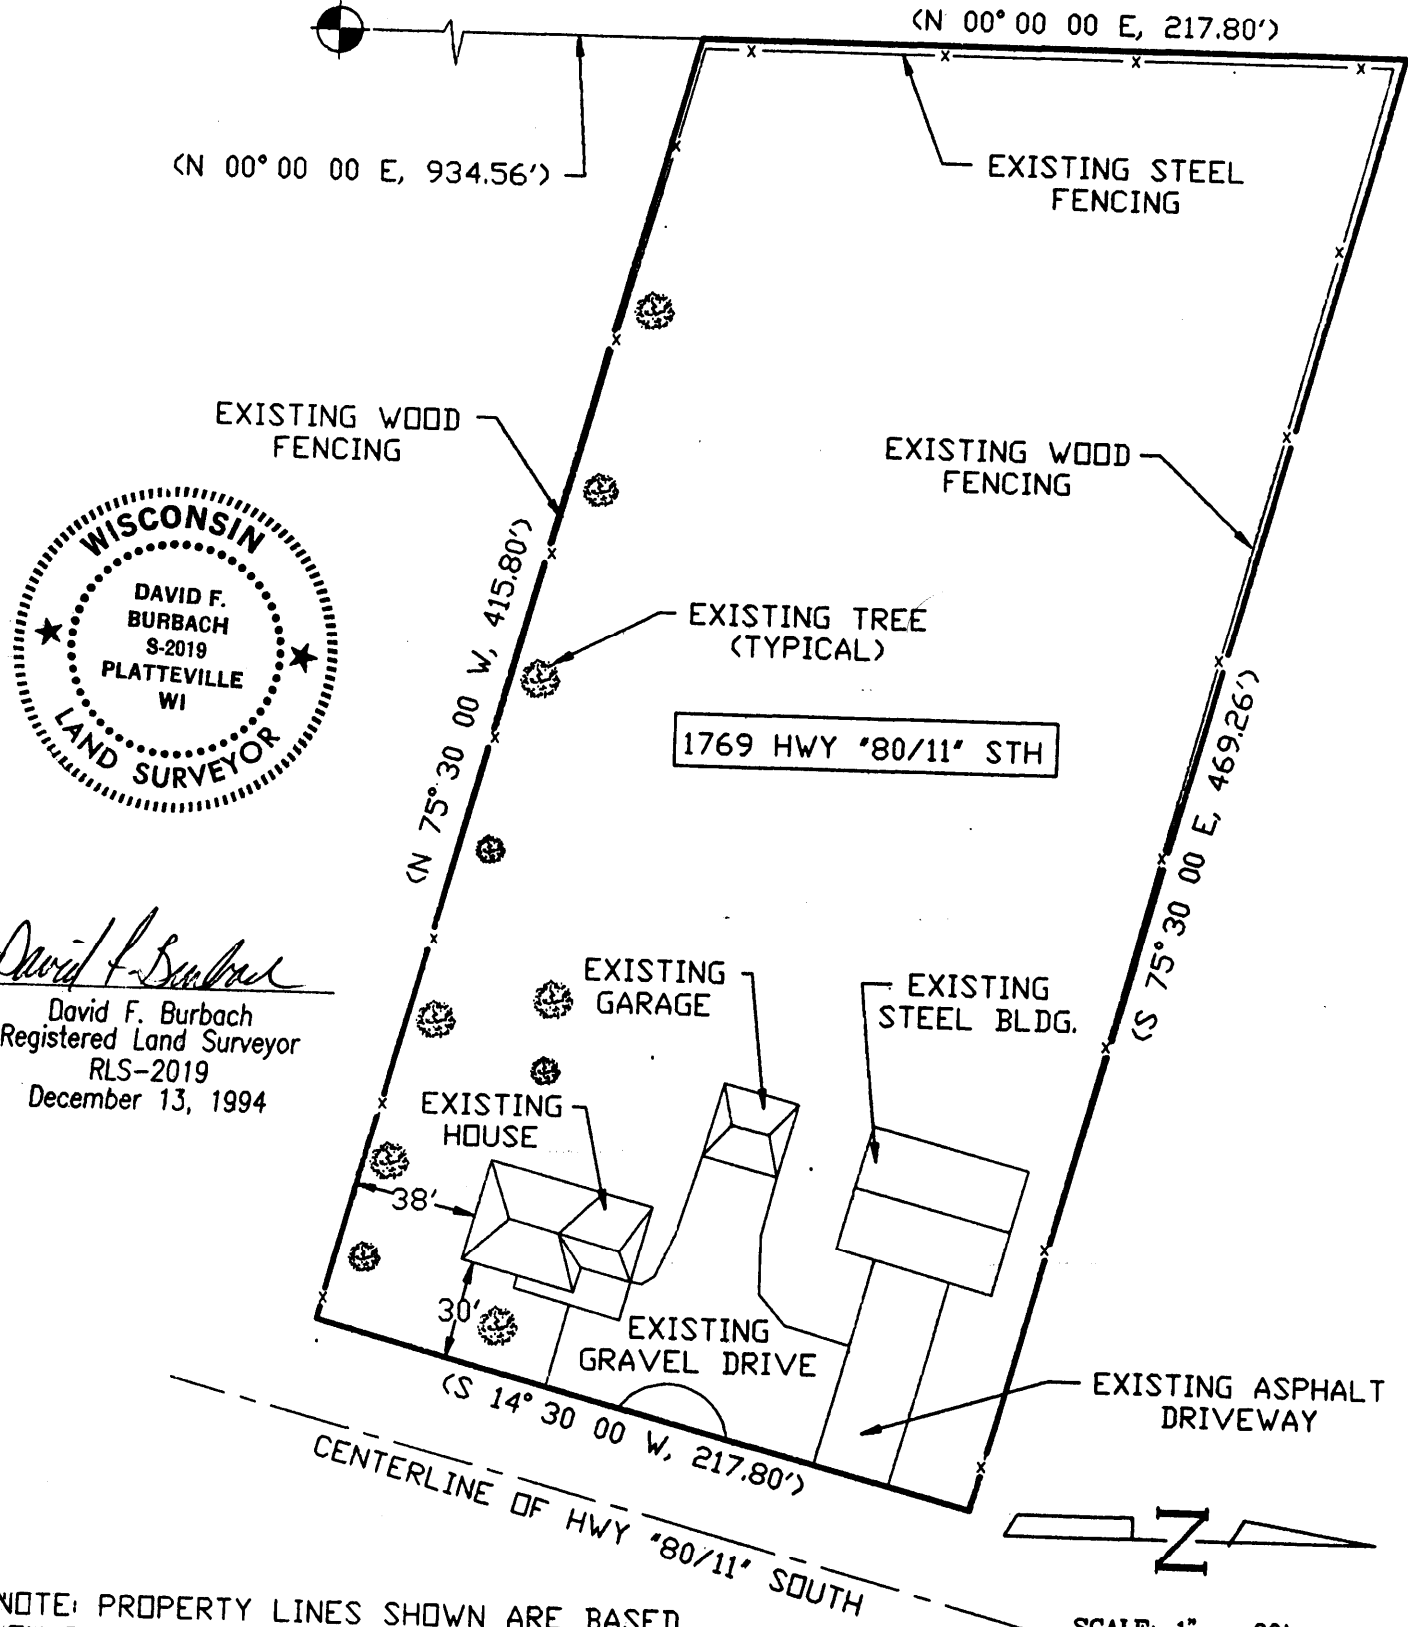 (N 00° 00 00 E, 217.80')
(N 00° 00 00 E, 934.56')
EXISTING STEEL
FENCING
EXISTING WOOD
FENCING
EXISTING WOOD
FENCING
WISCONSIN
DAVID F.
BURBACH
S-2019
PLATTEVILLE
WI
LAND SURVEYOR
(N 75° 30 00 W, 415.80')
EXISTING TREE
(TYPICAL)
1769 HWY "80/11" STH
(S 75° 30 00 E, 469.26')
David F. Burbach
David F. Burbach
Registered Land Surveyor
RLS-2019
December 13, 1994
EXISTING
GARAGE
EXISTING
STEEL BLDG.
EXISTING
HOUSE
38'
30'
EXISTING
GRAVEL DRIVE
EXISTING ASPHALT
DRIVEWAY
(S 14° 30 00 W, 217.80')
CENTERLINE OF HWY "80/11" SOUTH
N
NOTE: PROPERTY LINES SHOWN ARE BASED
SCALE: 1"